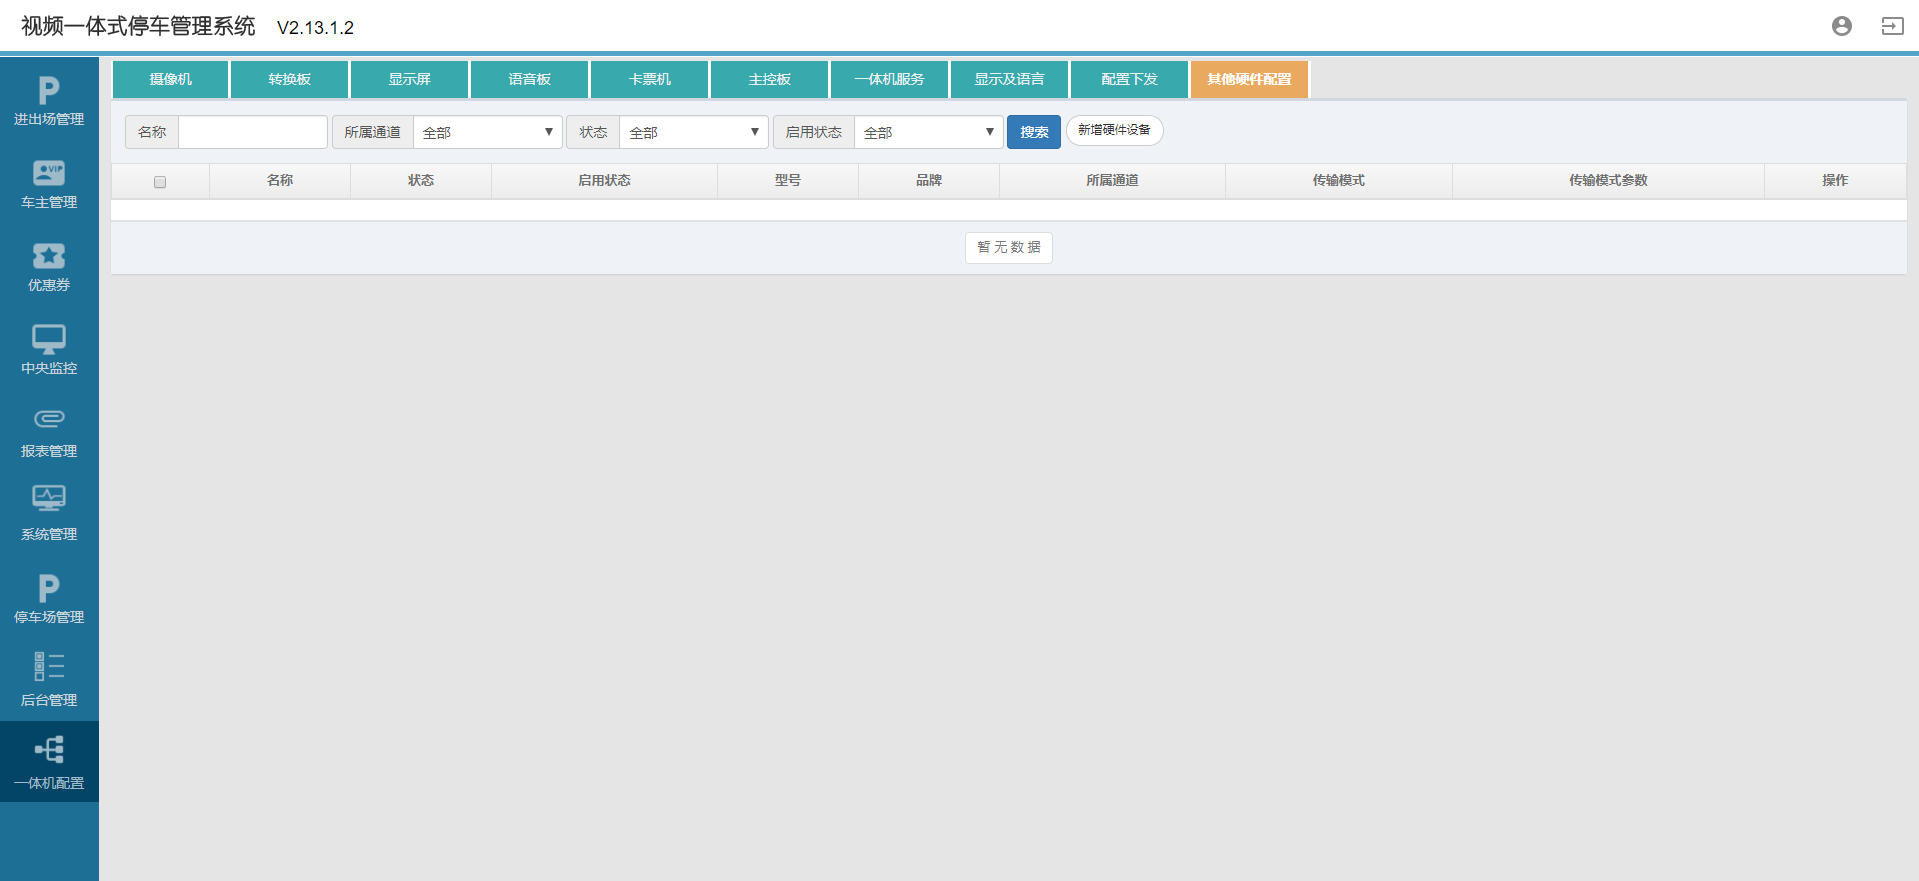 视频一体式停车管理系统 V2.13.1.2
摄像机 转换板 显示屏 语音板 卡票机 主控板 一体机服务 显示及语言 配置下发 其他硬件配置
名称 所属通道 全部 状态 全部 启用状态 全部 搜索 新增硬件设备
名称 状态 启用状态 型号 品牌 所属通道 传输模式 传输模式参数 操作
暂无数据
进出场管理
VIP
车主管理
优惠券
中央监控
报表管理
系统管理
停车场管理
后台管理
一体机配置